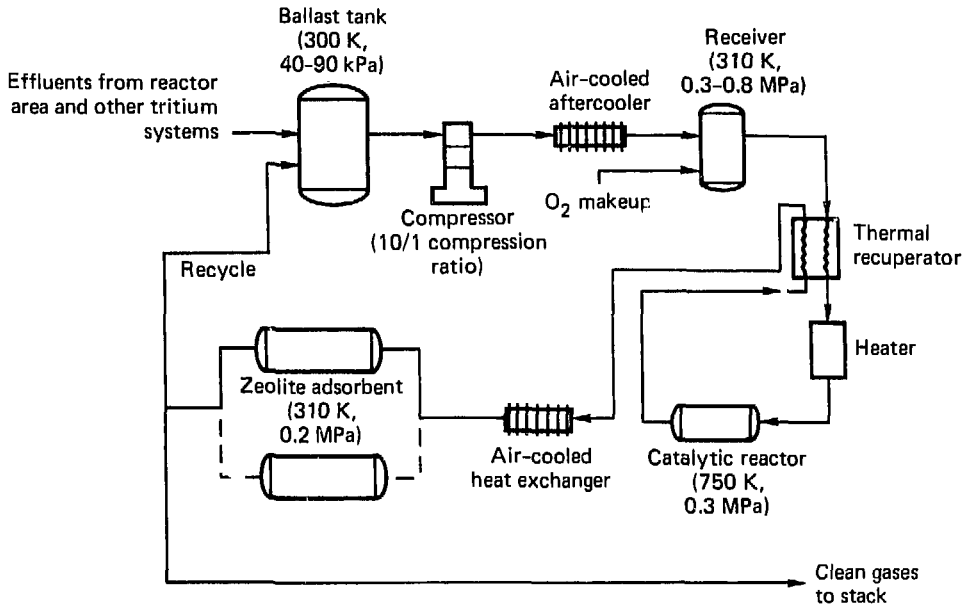 Ballast tank
(300 K,
40–90 kPa)
Effluents from reactor
area and other tritium
systems
Air-cooled
aftercooler
Receiver
(310 K,
0.3–0.8 MPa)
O2 makeup
Compressor
(10/1 compression
ratio)
Recycle
Thermal
recuperator
Heater
Zeolite adsorbent
(310 K,
0.2 MPa)
Air-cooled
heat exchanger
Catalytic reactor
(750 K,
0.3 MPa)
Clean gases
to stack